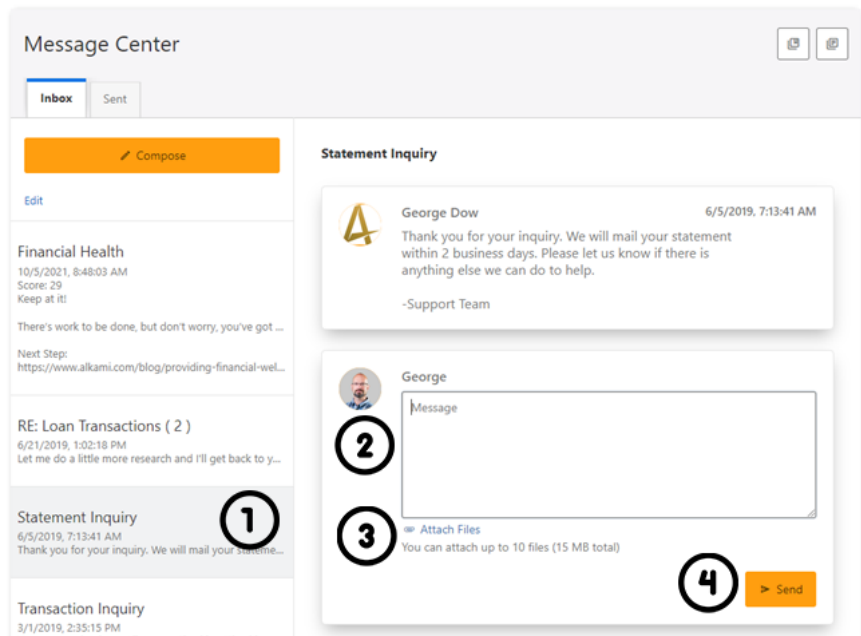 Message Center
Inbox
Sent
Compose
Edit
Financial Health
10/5/2021, 8:48:03 AM
Score: 29
Keep at it!
There's work to be done, but don't worry, you've got ...
Next Step:
https://www.alkami.com/blog/providing-financial-wel...
RE: Loan Transactions ( 2 )
6/21/2019, 1:02:18 PM
Let me do a little more research and I'll get back to y...
Statement Inquiry
6/5/2019, 7:13:41 AM
Thank you for your inquiry. We will mail your stateme...
1
Transaction Inquiry
3/1/2019, 2:35:15 PM
Statement Inquiry
George Dow
6/5/2019, 7:13:41 AM
Thank you for your inquiry. We will mail your statement
within 2 business days. Please let us know if there is
anything else we can do to help.
-Support Team
George
Message
2
3
Attach Files
You can attach up to 10 files (15 MB total)
4
Send